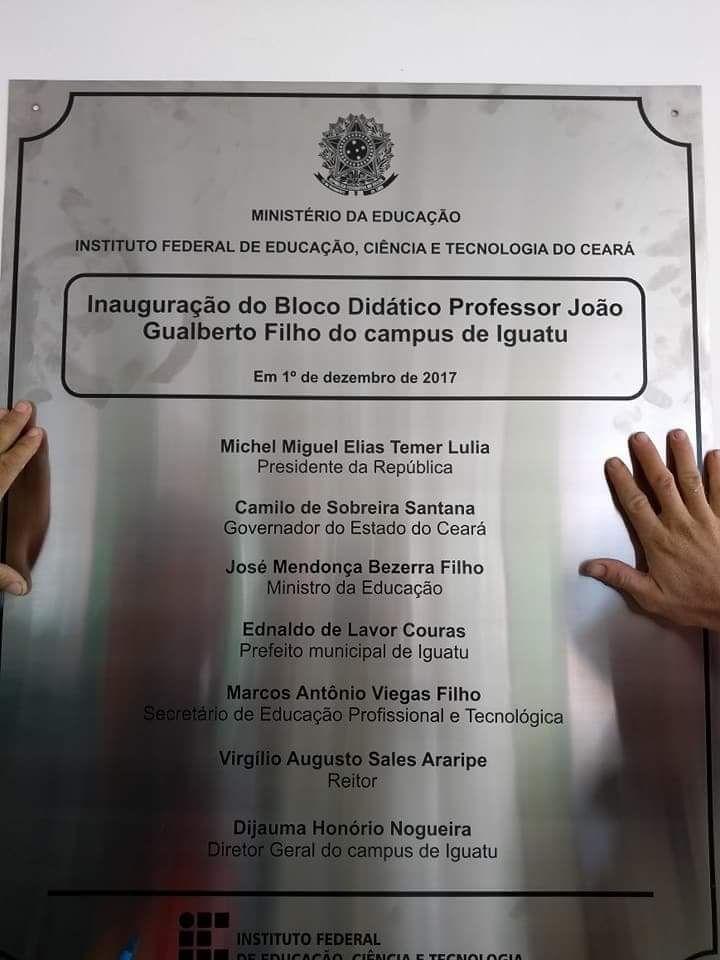 MINISTÉRIO DA EDUCAÇÃO
INSTITUTO FEDERAL DE EDUCAÇÃO, CIÊNCIA E TECNOLOGIA DO CEARÁ
Inauguração do Bloco Didático Professor João
Gualberto Filho do campus de Iguatu
Em 1º de dezembro de 2017
Michel Miguel Elias Temer Lulia
Presidente da República
Camilo de Sobreira Santana
Governador do Estado do Ceará
José Mendonça Bezerra Filho
Ministro da Educação
Ednaldo de Lavor Couras
Prefeito municipal de Iguatu
Marcos Antônio Viegas Filho
Secretário de Educação Profissional e Tecnológica
Virgílio Augusto Sales Araripe
Reitor
Dijauma Honório Nogueira
Diretor Geral do campus de Iguatu
INSTITUTO FEDERAL
DE EDUCAÇÃO, CIÊNCIA E TECNOLOGIA